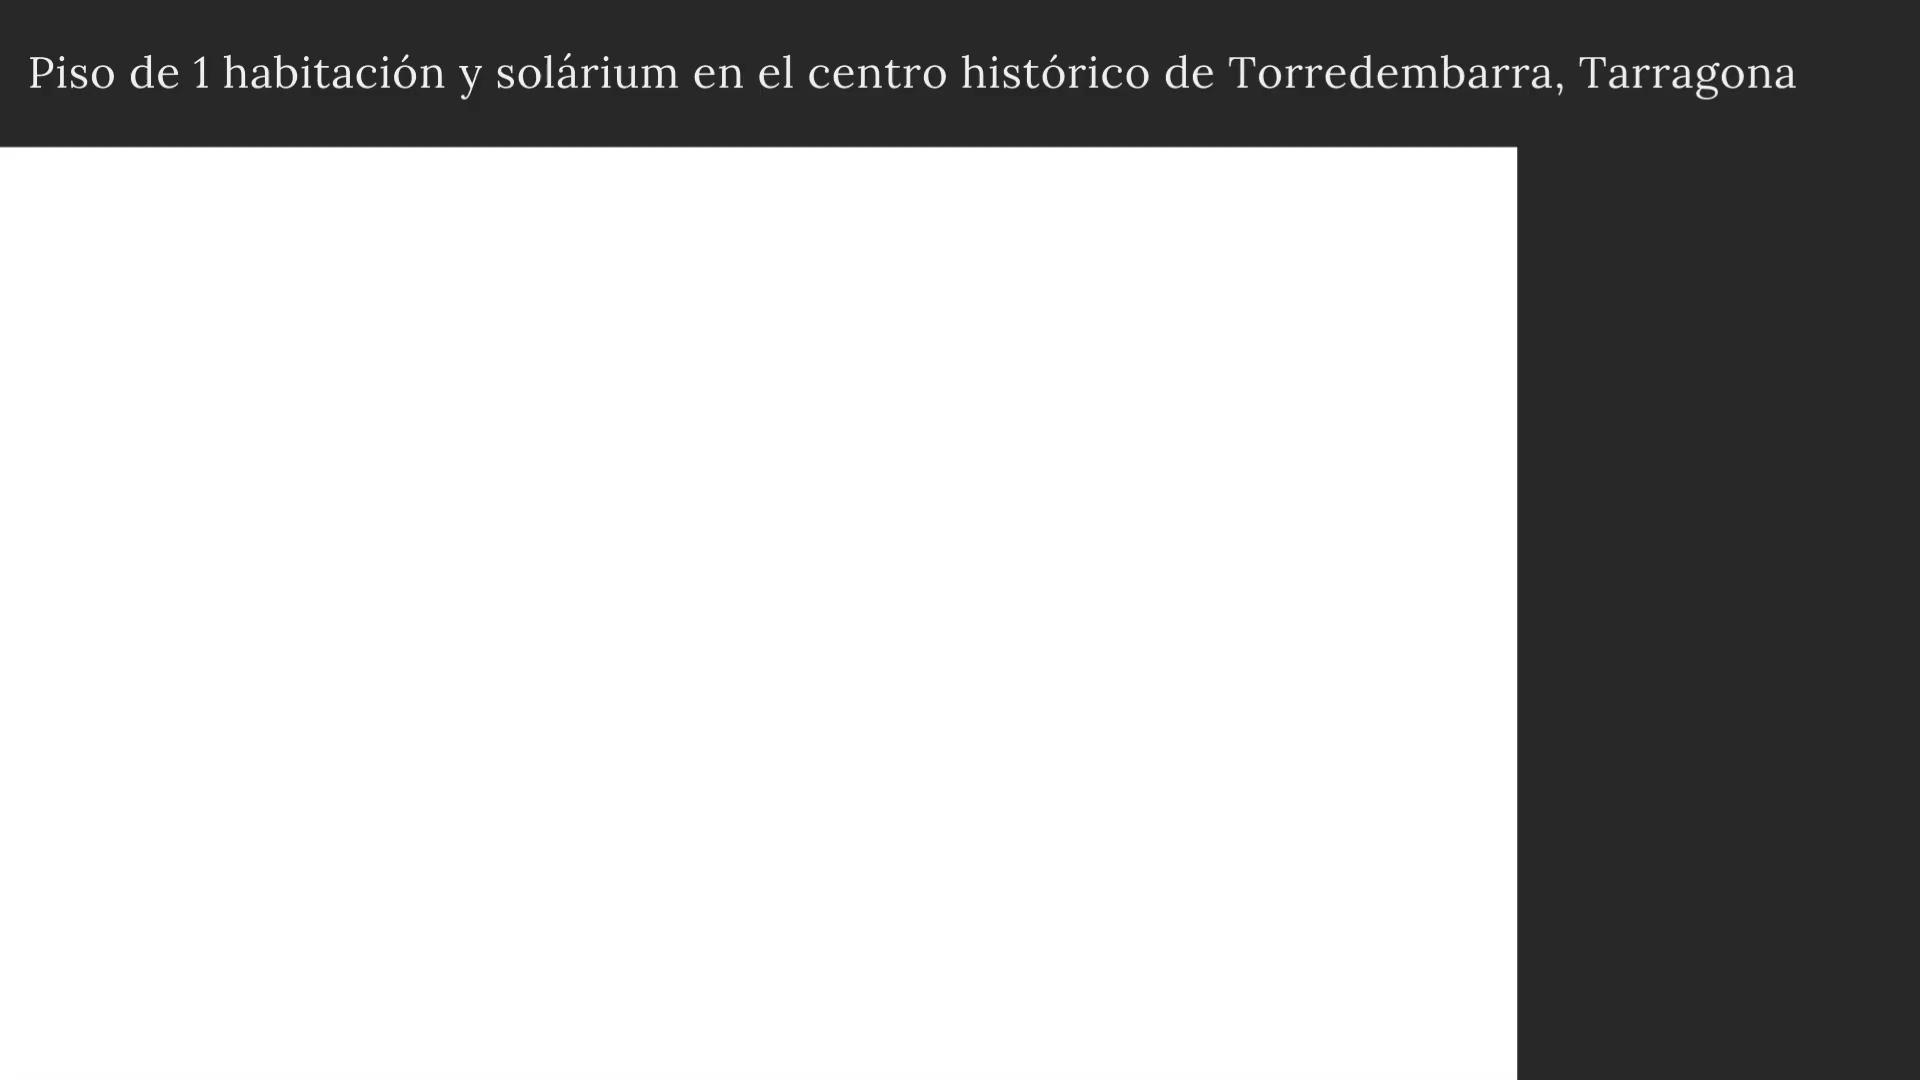 Piso de 1 habitación y solárium en el centro histórico de Torredembarra, Tarragona